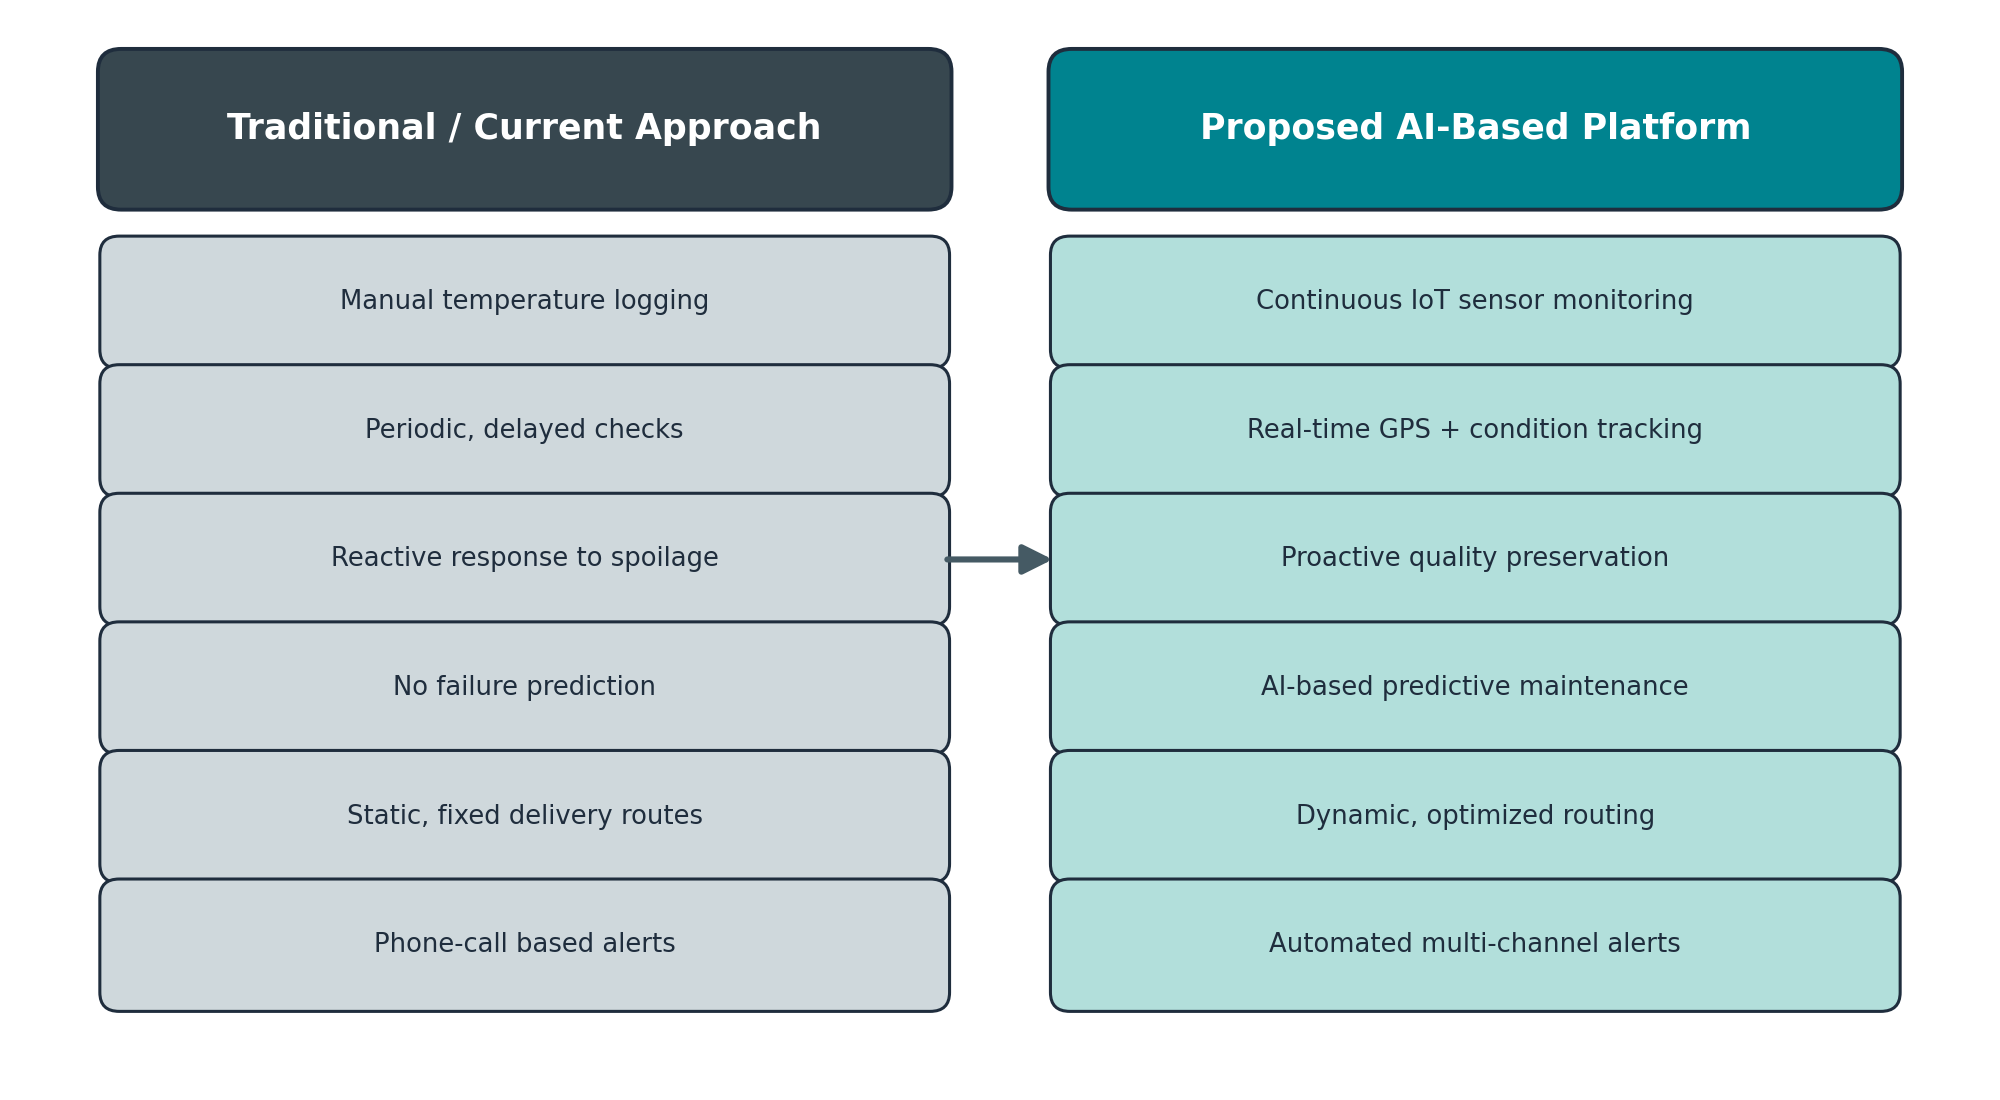 Traditional / Current Approach
Proposed AI-Based Platform
Manual temperature logging
Continuous IoT sensor monitoring
Periodic, delayed checks
Real-time GPS + condition tracking
Reactive response to spoilage
Proactive quality preservation
No failure prediction
AI-based predictive maintenance
Static, fixed delivery routes
Dynamic, optimized routing
Phone-call based alerts
Automated multi-channel alerts